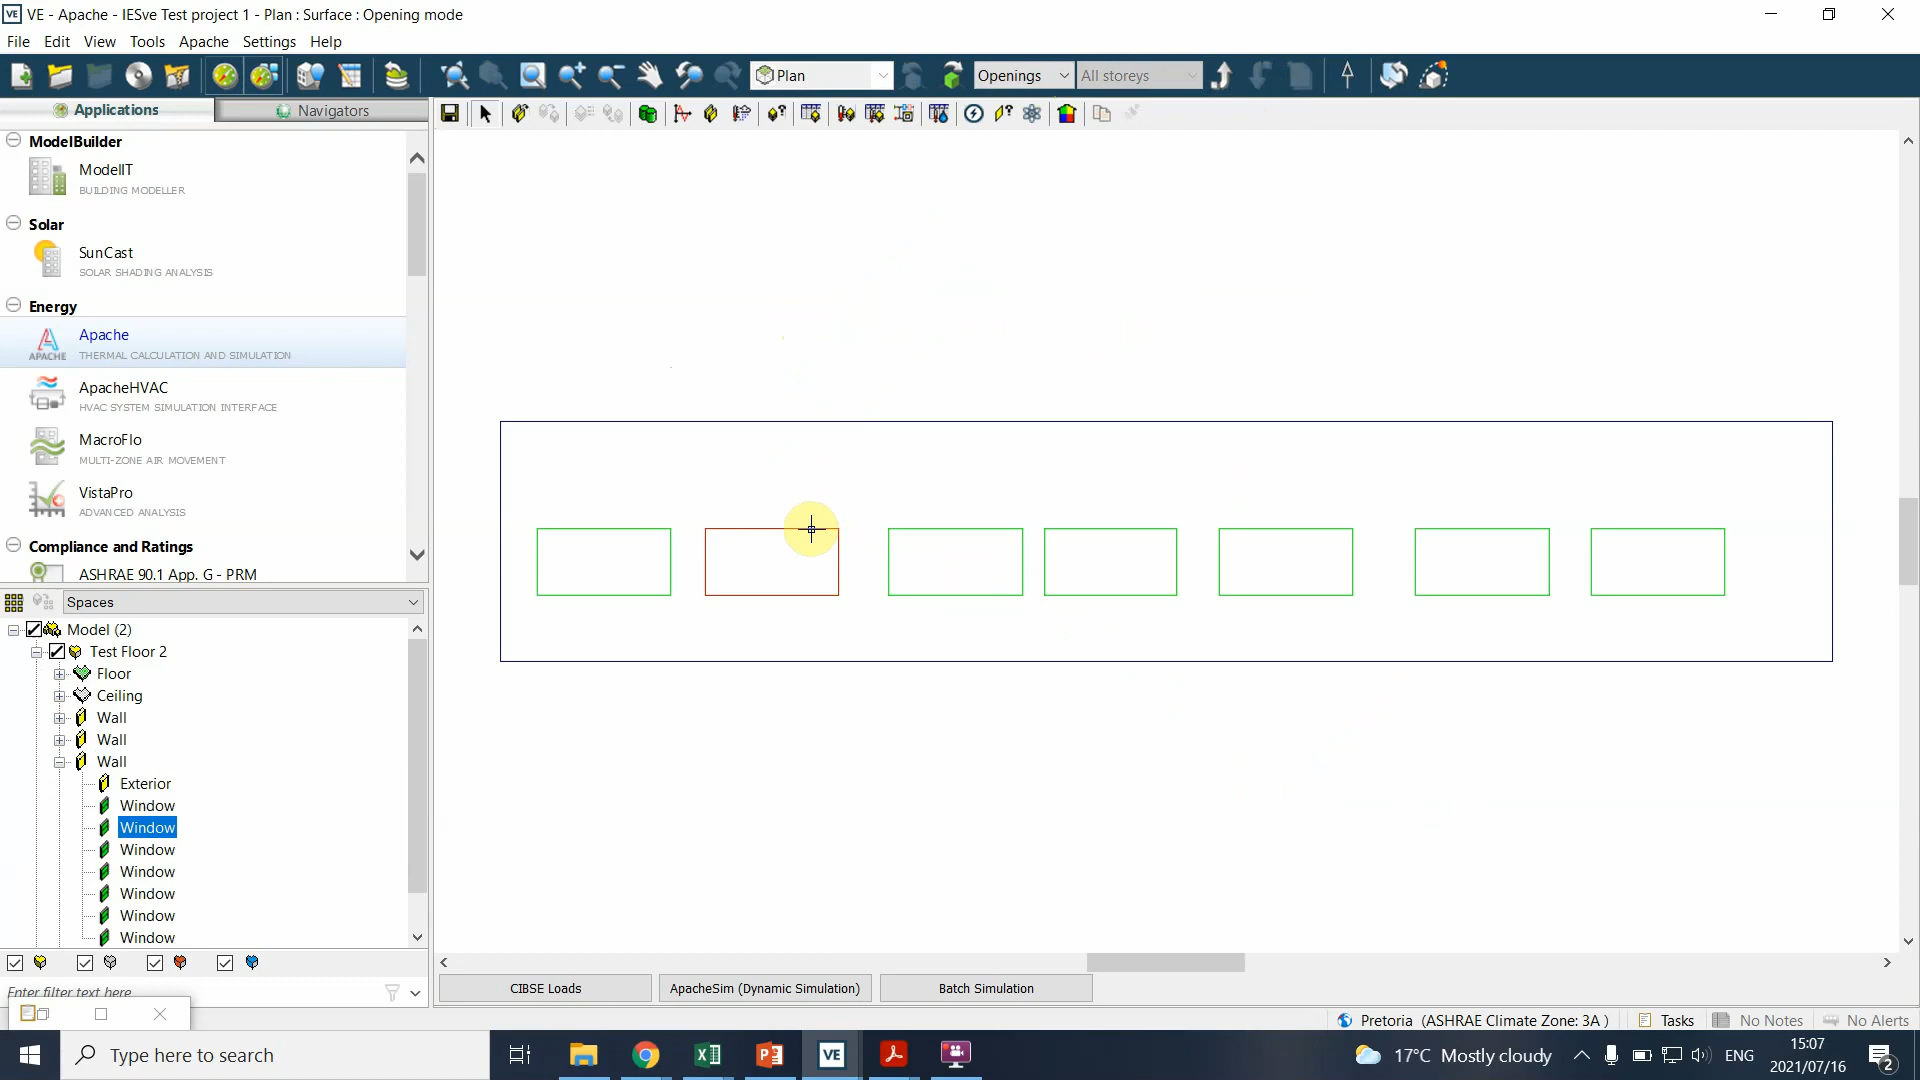 VE - Apache - IESve Test project 1 - Plan : Surface : Opening mode
File Edit View Tools Apache Settings Help
Plan Openings All storeys
Applications Navigators
ModelBuilder
ModelIT
BUILDING MODELLER
Solar
SunCast
SOLAR SHADING ANALYSIS
Energy
Apache
APACHE THERMAL CALCULATION AND SIMULATION
ApacheHVAC
HVAC SYSTEM SIMULATION INTERFACE
MacroFlo
MULTI-ZONE AIR MOVEMENT
VistaPro
ADVANCED ANALYSIS
Compliance and Ratings
ASHRAE 90.1 App. G - PRM
Spaces
Model (2)
Test Floor 2
Floor
Ceiling
Wall
Wall
Wall
Exterior
Window
Window
Window
Window
Window
Window
Window
Enter filter text here
CIBSE Loads ApacheSim (Dynamic Simulation) Batch Simulation
Pretoria (ASHRAE Climate Zone: 3A ) Tasks No Notes No Alerts
Type here to search
VE
17°C Mostly cloudy ENG 15:07
2021/07/16 2